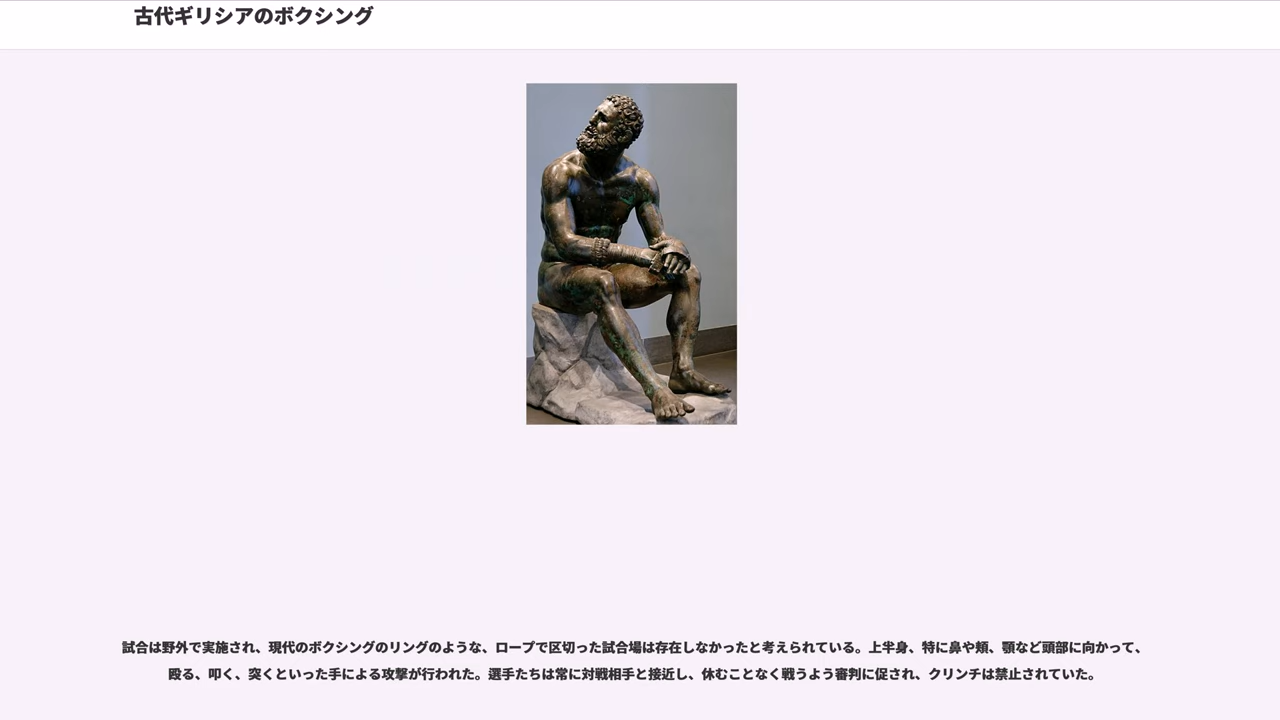 古代ギリシアのボクシング
試合は野外で実施され、現代のボクシングのリングのような、ロープで区切った試合場は存在しなかったと考えられている。上半身、特に鼻や頬、顎など頭部に向かって、
殴る、叩く、突くといった手による攻撃が行われた。選手たちは常に対戦相手と接近し、休むことなく戦うよう審判に促され、クリンチは禁止されていた。